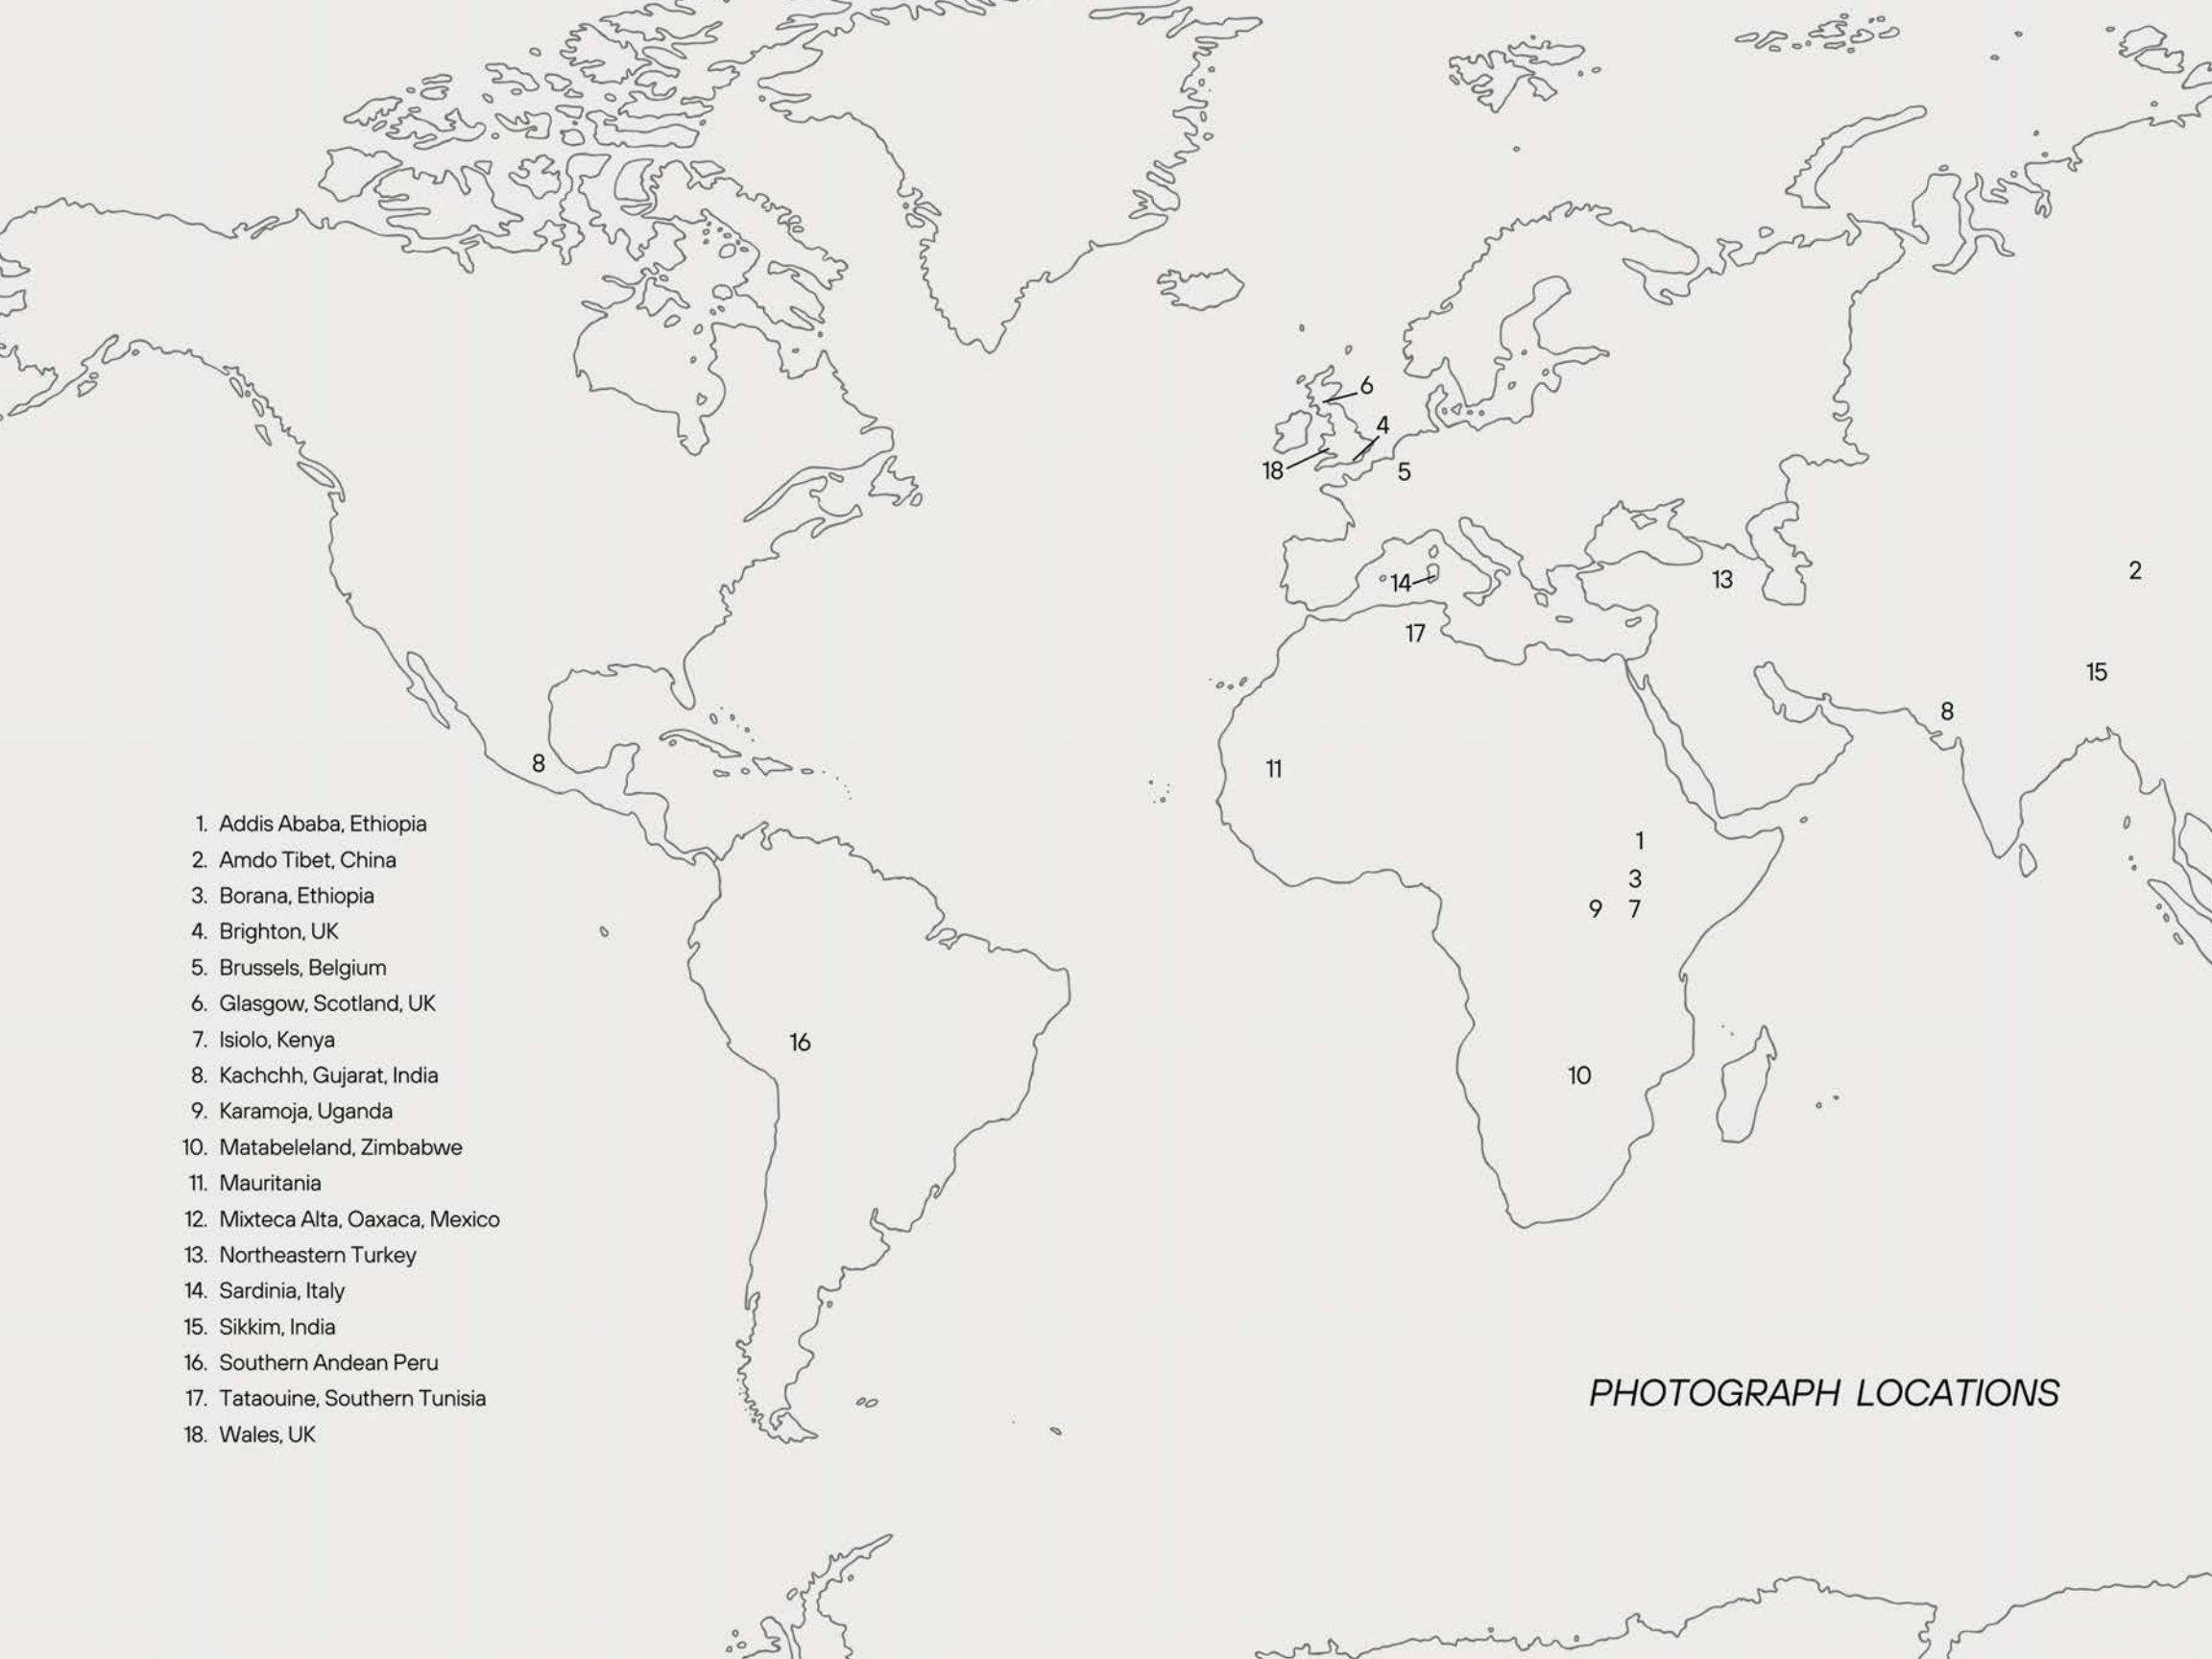 6
4
18
5
2
14
13
17
15
8
8
11
1
3
9 7
16
10
1. Addis Ababa, Ethiopia
2. Amdo Tibet, China
3. Borana, Ethiopia
4. Brighton, UK
5. Brussels, Belgium
6. Glasgow, Scotland, UK
7. Isiolo, Kenya
8. Kachchh, Gujarat, India
9. Karamoja, Uganda
10. Matabeleland, Zimbabwe
11. Mauritania
12. Mixteca Alta, Oaxaca, Mexico
13. Northeastern Turkey
14. Sardinia, Italy
15. Sikkim, India
16. Southern Andean Peru
17. Tataouine, Southern Tunisia
18. Wales, UK
PHOTOGRAPH LOCATIONS